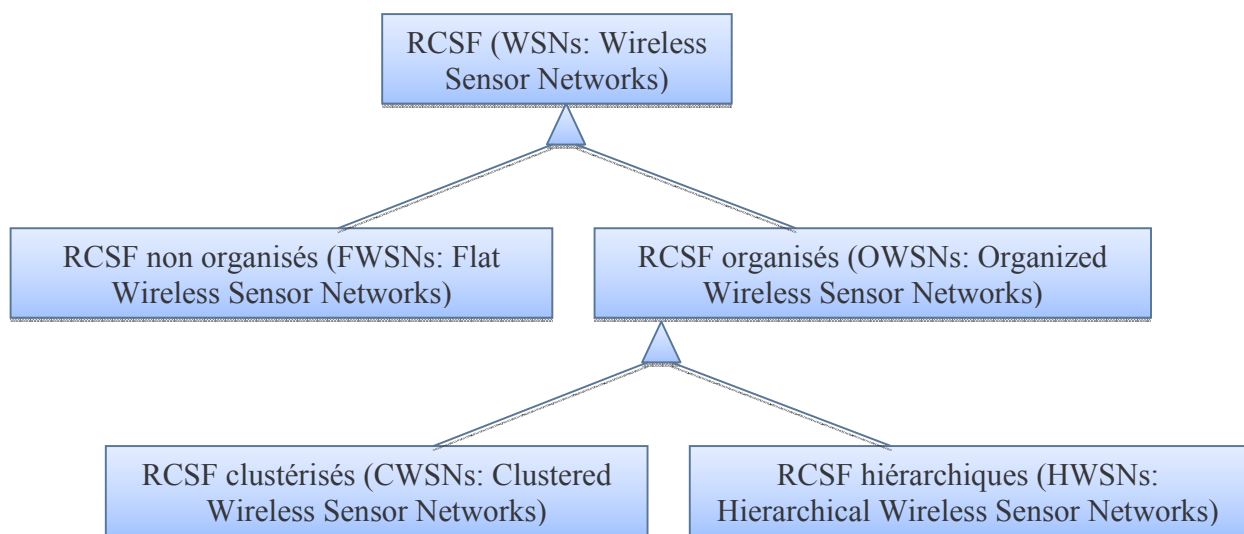 RCSF (WSNs: Wireless
Sensor Networks)
RCSF non organisés (FWSNs: Flat
Wireless Sensor Networks)
RCSF organisés (OWSNs: Organized
Wireless Sensor Networks)
RCSF clustérisés (CWSNs: Clustered
Wireless Sensor Networks)
RCSF hiérarchiques (HWSNs:
Hierarchical Wireless Sensor Networks)